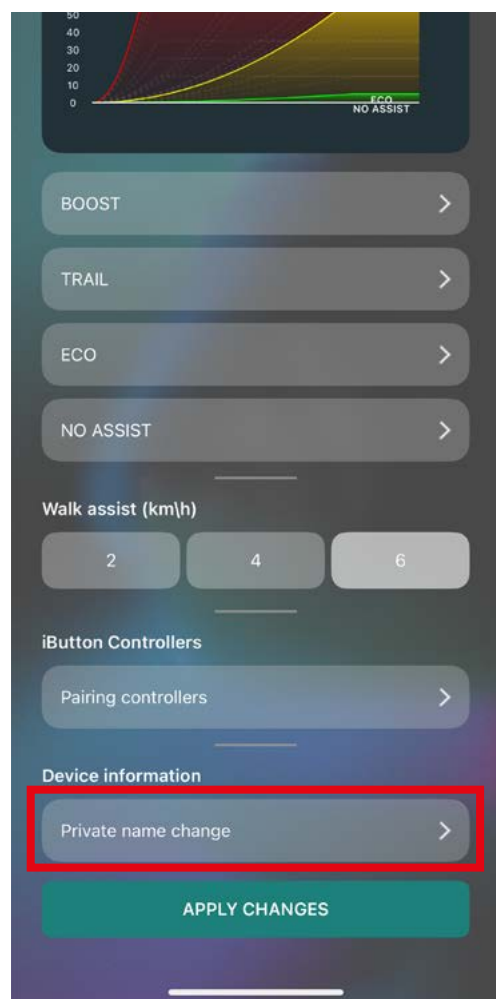 50
40
30
20
10
0
ECO
NO ASSIST
BOOST
TRAIL
ECO
NO ASSIST
Walk assist (km\h)
2 4 6
iButton Controllers
Pairing controllers
Device information
Private name change
APPLY CHANGES